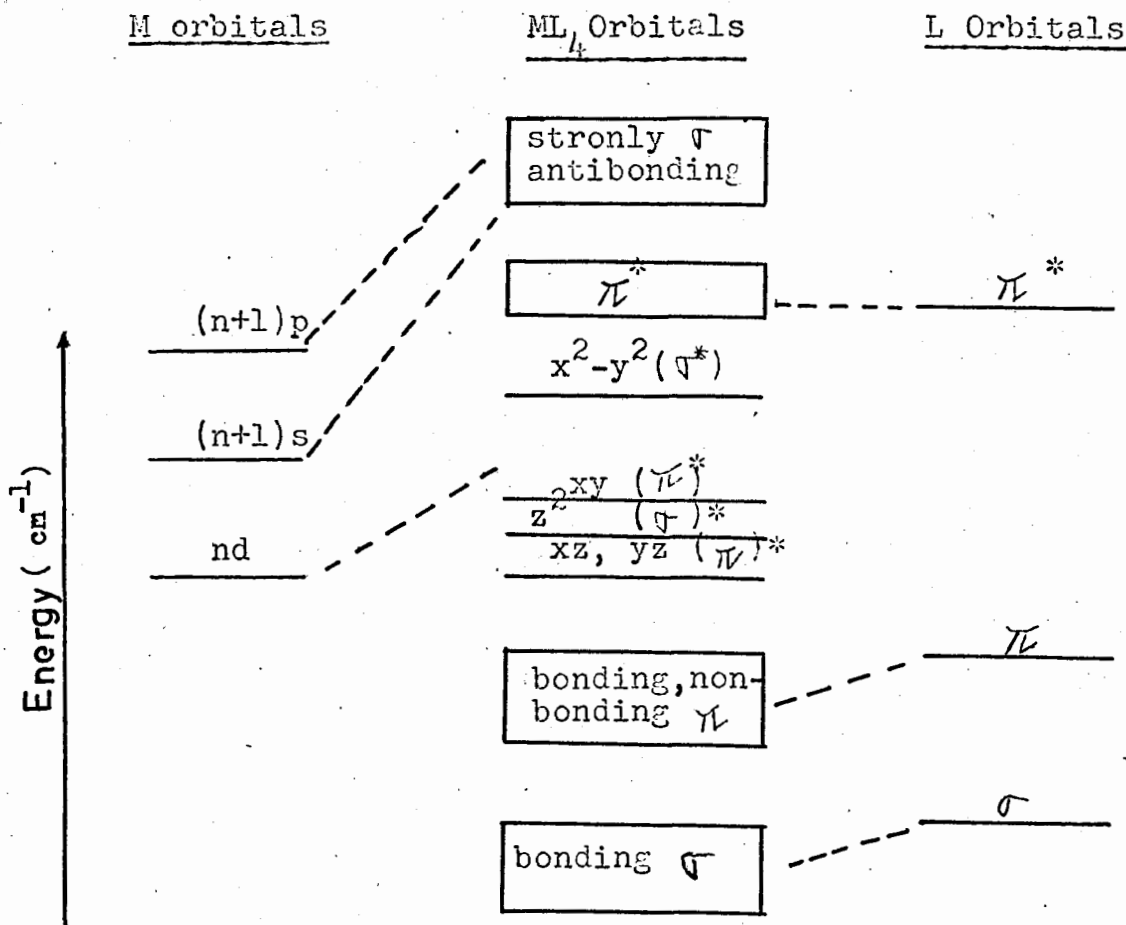 M orbitals
ML₄ Orbitals
L Orbitals
stronly σ
antibonding
π*
π*
(n+1)p
x²-y²(σ*)
(n+1)s
xy (π)*
z² (σ)*
nd
xz, yz (π)*
π
bonding,non-
bonding π
σ
bonding σ
Energy (cm⁻¹)